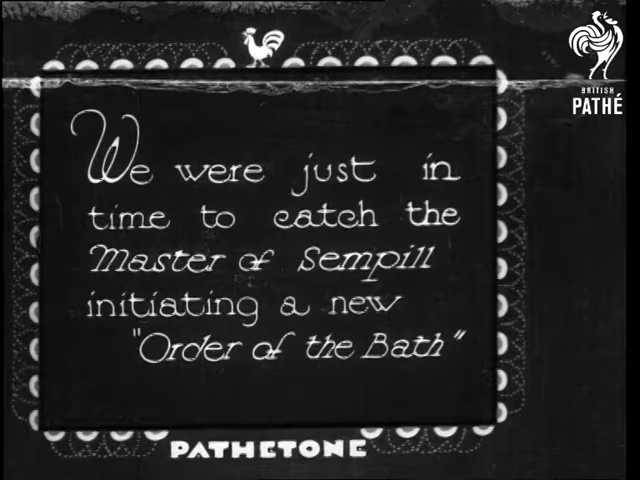 BRITISH
PATHÉ
We were just in
time to catch the
Master of Sempill
initiating a new
"Order of the Bath"
PATHETONE